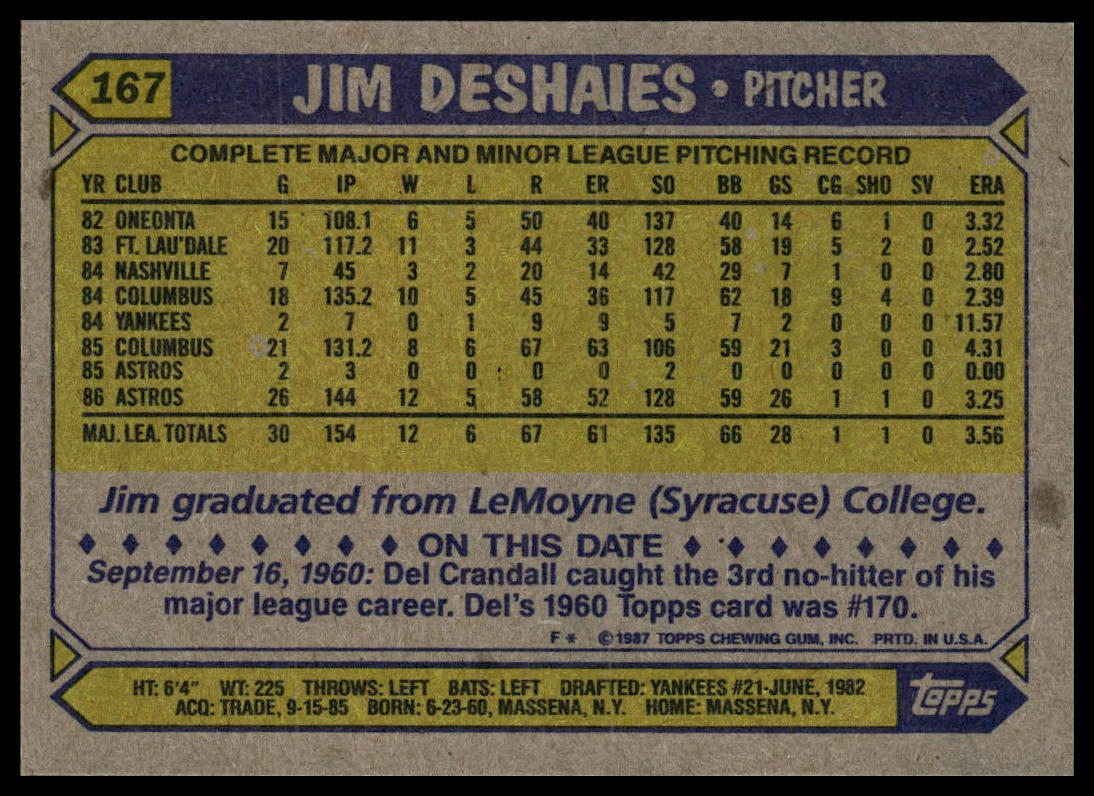 167 JIM DESHAIES • PITCHER
COMPLETE MAJOR AND MINOR LEAGUE PITCHING RECORD
YR CLUB G IP W L R ER SO BB GS CG SHO SV ERA
82 ONEONTA 15 108.1 6 5 50 40 137 40 14 6 1 0 3.32
83 FT. LAU'DALE 20 117.2 11 3 44 33 128 58 19 5 2 0 2.52
84 NASHVILLE 7 45 3 2 20 14 42 29 7 1 0 0 2.80
84 COLUMBUS 18 135.2 10 5 45 36 117 62 18 9 4 0 2.39
84 YANKEES 2 7 0 1 9 9 5 7 2 0 0 0 11.57
85 COLUMBUS 21 131.2 8 6 67 63 106 59 21 3 0 0 4.31
85 ASTROS 2 3 0 0 0 0 2 0 0 0 0 0 0.00
86 ASTROS 26 144 12 5 58 52 128 59 26 1 1 0 3.25
MAJ. LEA. TOTALS 30 154 12 6 67 61 135 66 28 1 1 0 3.56
Jim graduated from LeMoyne (Syracuse) College.
ON THIS DATE
September 16, 1960: Del Crandall caught the 3rd no-hitter of his
major league career. Del's 1960 Topps card was #170.
F * © 1987 TOPPS CHEWING GUM, INC. PRTD. IN U.S.A.
HT: 6'4" WT: 225 THROWS: LEFT BATS: LEFT DRAFTED: YANKEES #21-JUNE, 1982
ACQ: TRADE, 9-15-85 BORN: 6-23-60, MASSENA, N.Y. HOME: MASSENA, N.Y.
topps